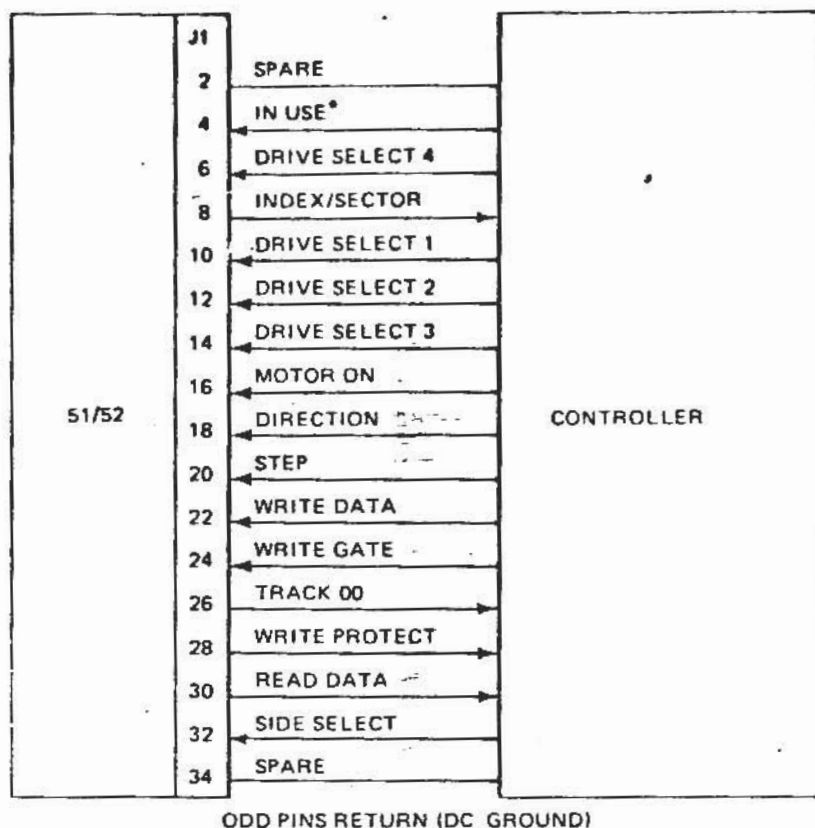 J1
2 SPARE
4 IN USE*
6 DRIVE SELECT 4
8 INDEX/SECTOR
10 DRIVE SELECT 1
12 DRIVE SELECT 2
14 DRIVE SELECT 3
16 MOTOR ON
51/52
18 DIRECTION
CONTROLLER
20 STEP
22 WRITE DATA
24 WRITE GATE
26 TRACK 00
28 WRITE PROTECT
30 READ DATA
32 SIDE SELECT
34 SPARE
ODD PINS RETURN (DC GROUND)